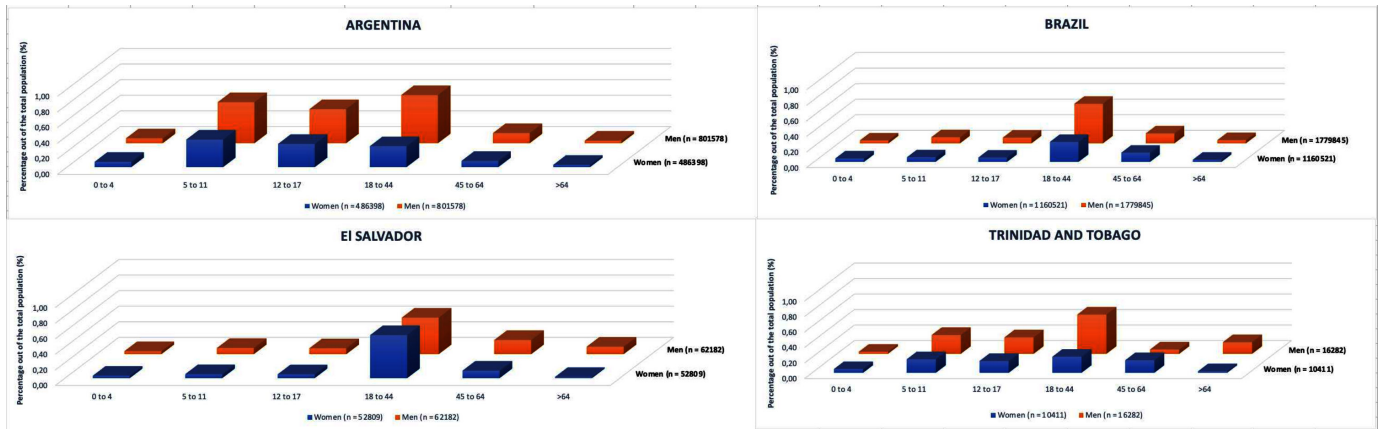 ARGENTINA
Percentage out of the total population (%)
1,00
0,80
0,60
0,40
0,20
0,00
0 to 4
5 to 11
12 to 17
18 to 44
45 to 64
>64
Men (n = 801578)
Women (n = 486398)
Women (n = 486398) Men (n = 801578)
BRAZIL
Percentage out of the total population (%)
1,00
0,80
0,60
0,40
0,20
0,00
0 to 4
5 to 11
12 to 17
18 to 44
45 to 64
>64
Men (n = 1779845)
Women (n = 1160521)
Women (n = 1160521) Men (n = 1779845)
El SALVADOR
Percentage out of the total population (%)
1,00
0,80
0,60
0,40
0,20
0,00
0 to 4
5 to 11
12 to 17
18 to 44
45 to 64
>64
Men (n = 62182)
Women (n = 52809)
Women (n = 52809) Men (n = 62182)
TRINIDAD AND TOBAGO
Percentage out of the total population (%)
1,00
0,80
0,60
0,40
0,20
0,00
0 to 4
5 to 11
12 to 17
18 to 44
45 to 64
>64
Men (n = 16282)
Women (n = 10411)
Women (n = 10411) Men (n = 16282)